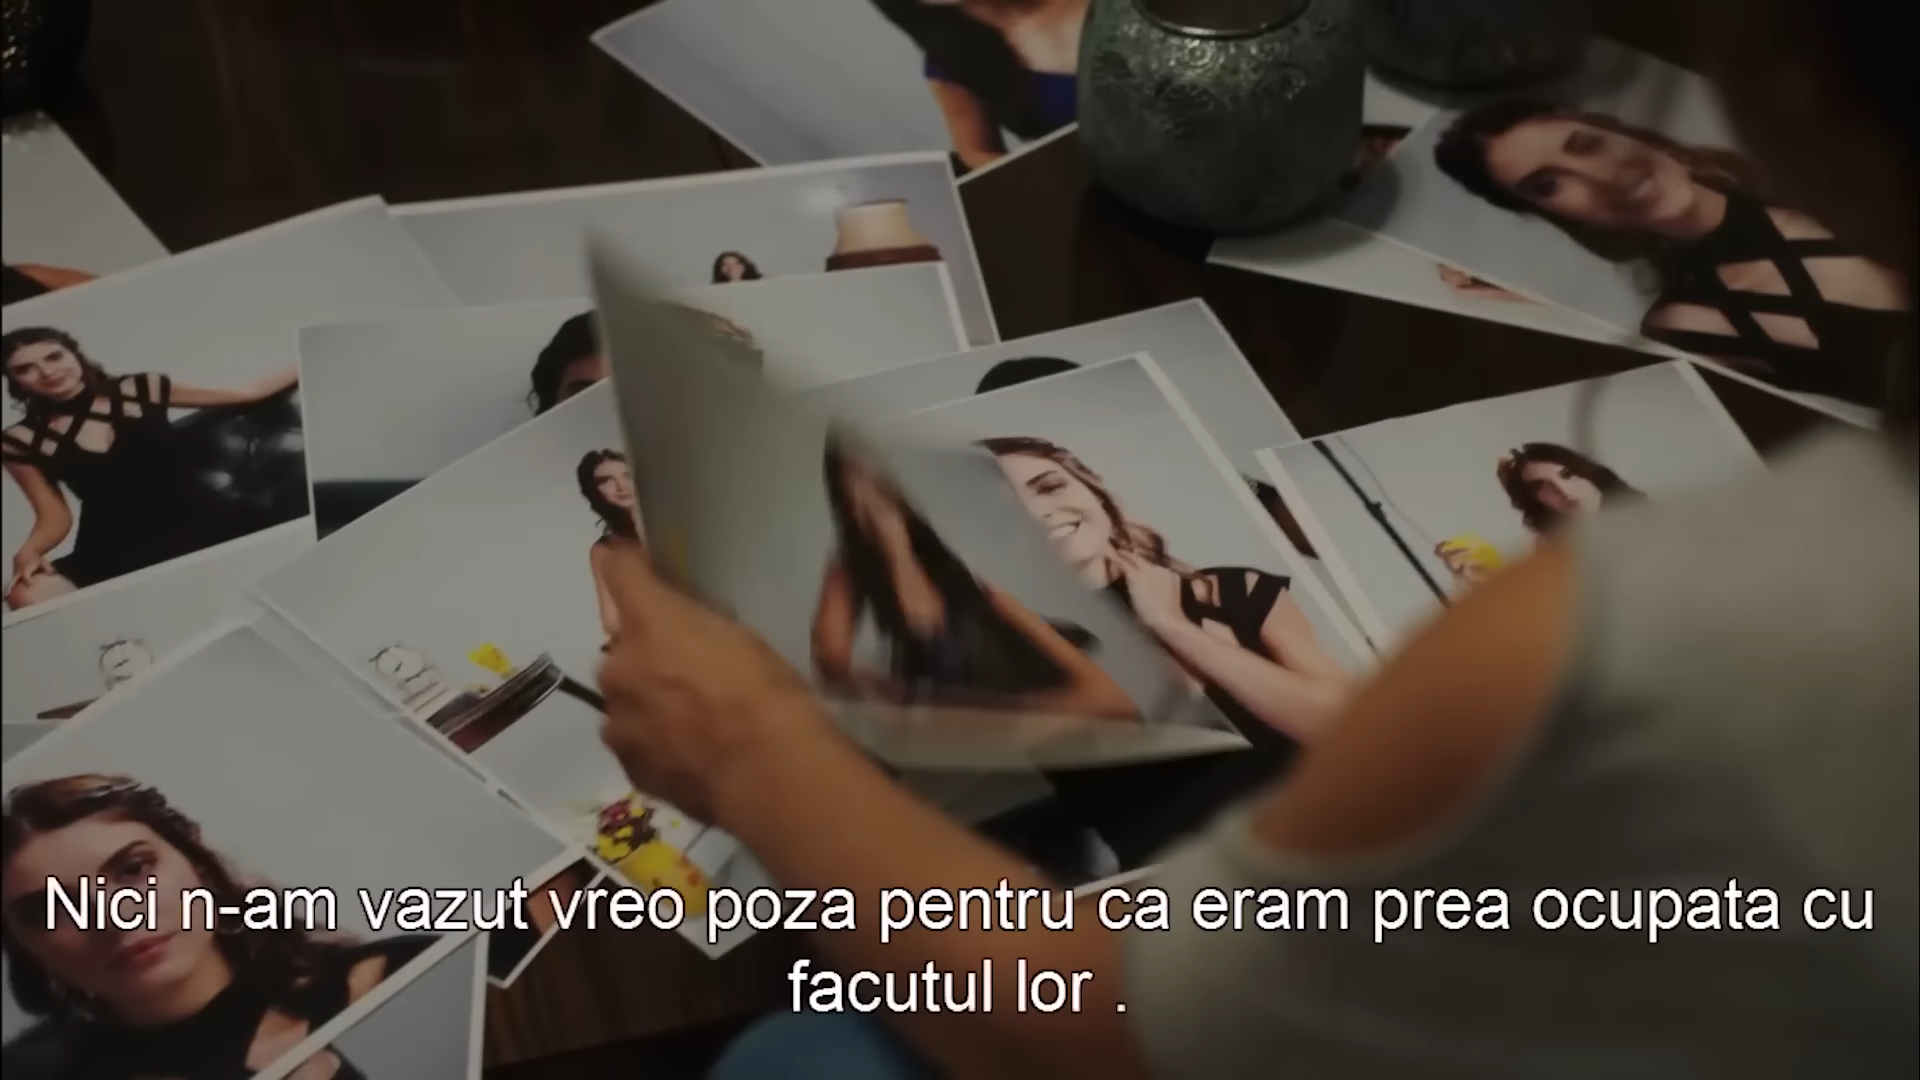 Nici n-am vazut vreo poza pentru ca eram prea ocupata cu
facutul lor .